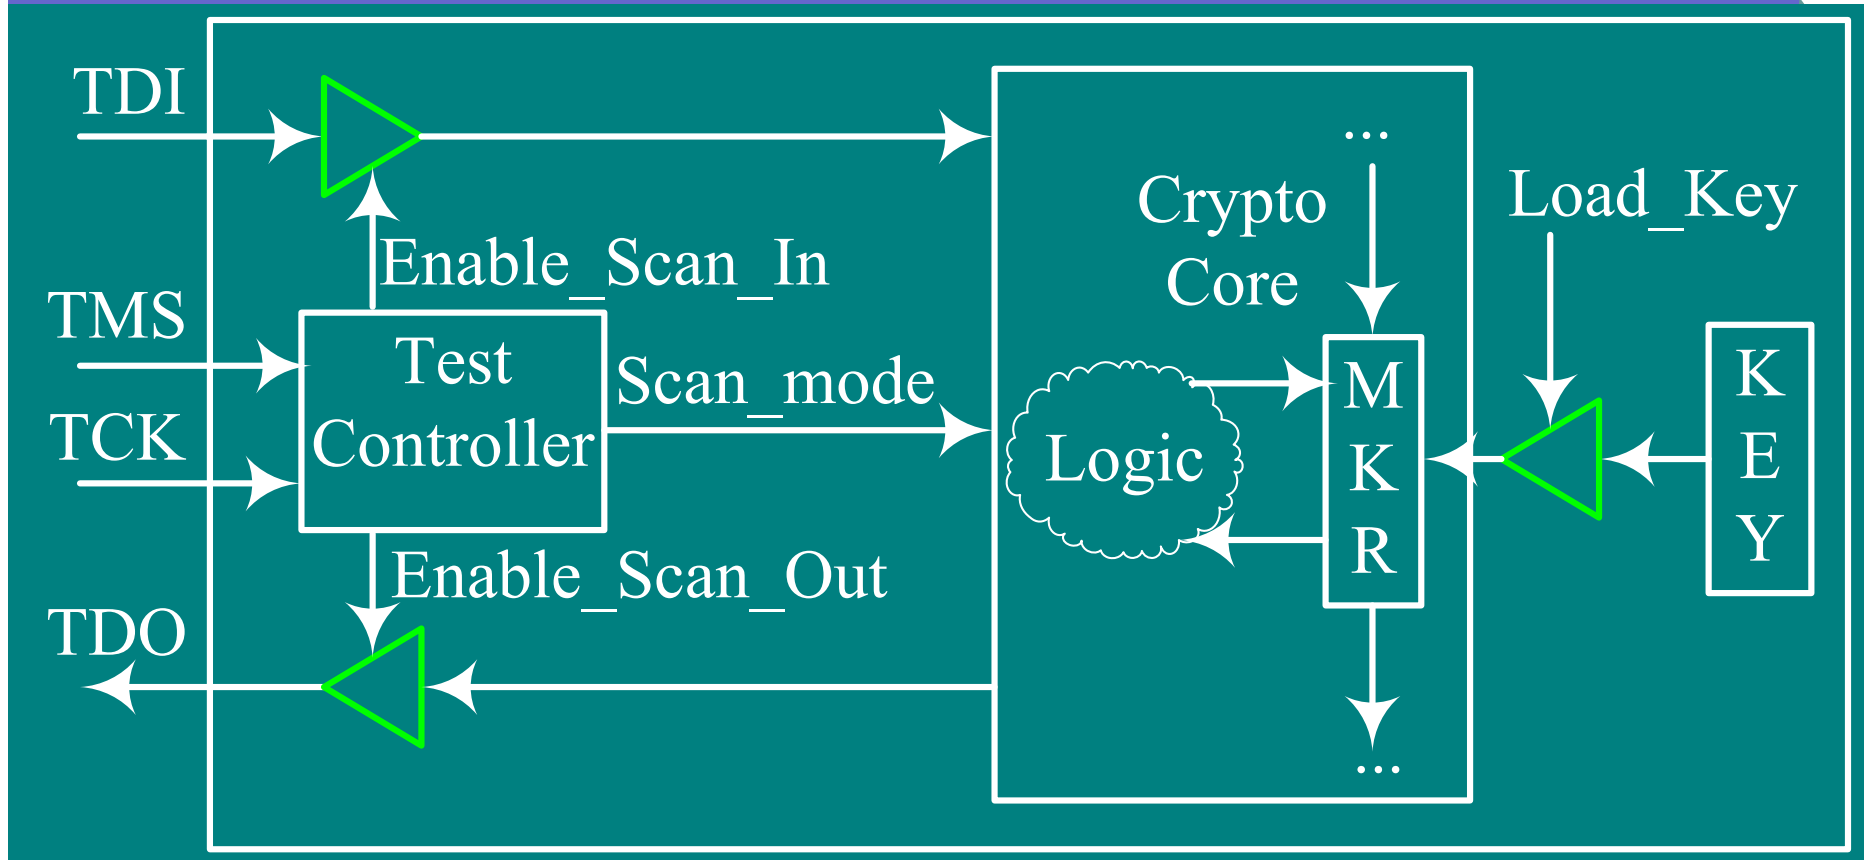 TDI
...
Crypto
Core
Load_Key
Enable_Scan_In
TMS
Test
Controller
Scan_mode
TCK
Logic
M
K
R
K
E
Y
Enable_Scan_Out
TDO
...